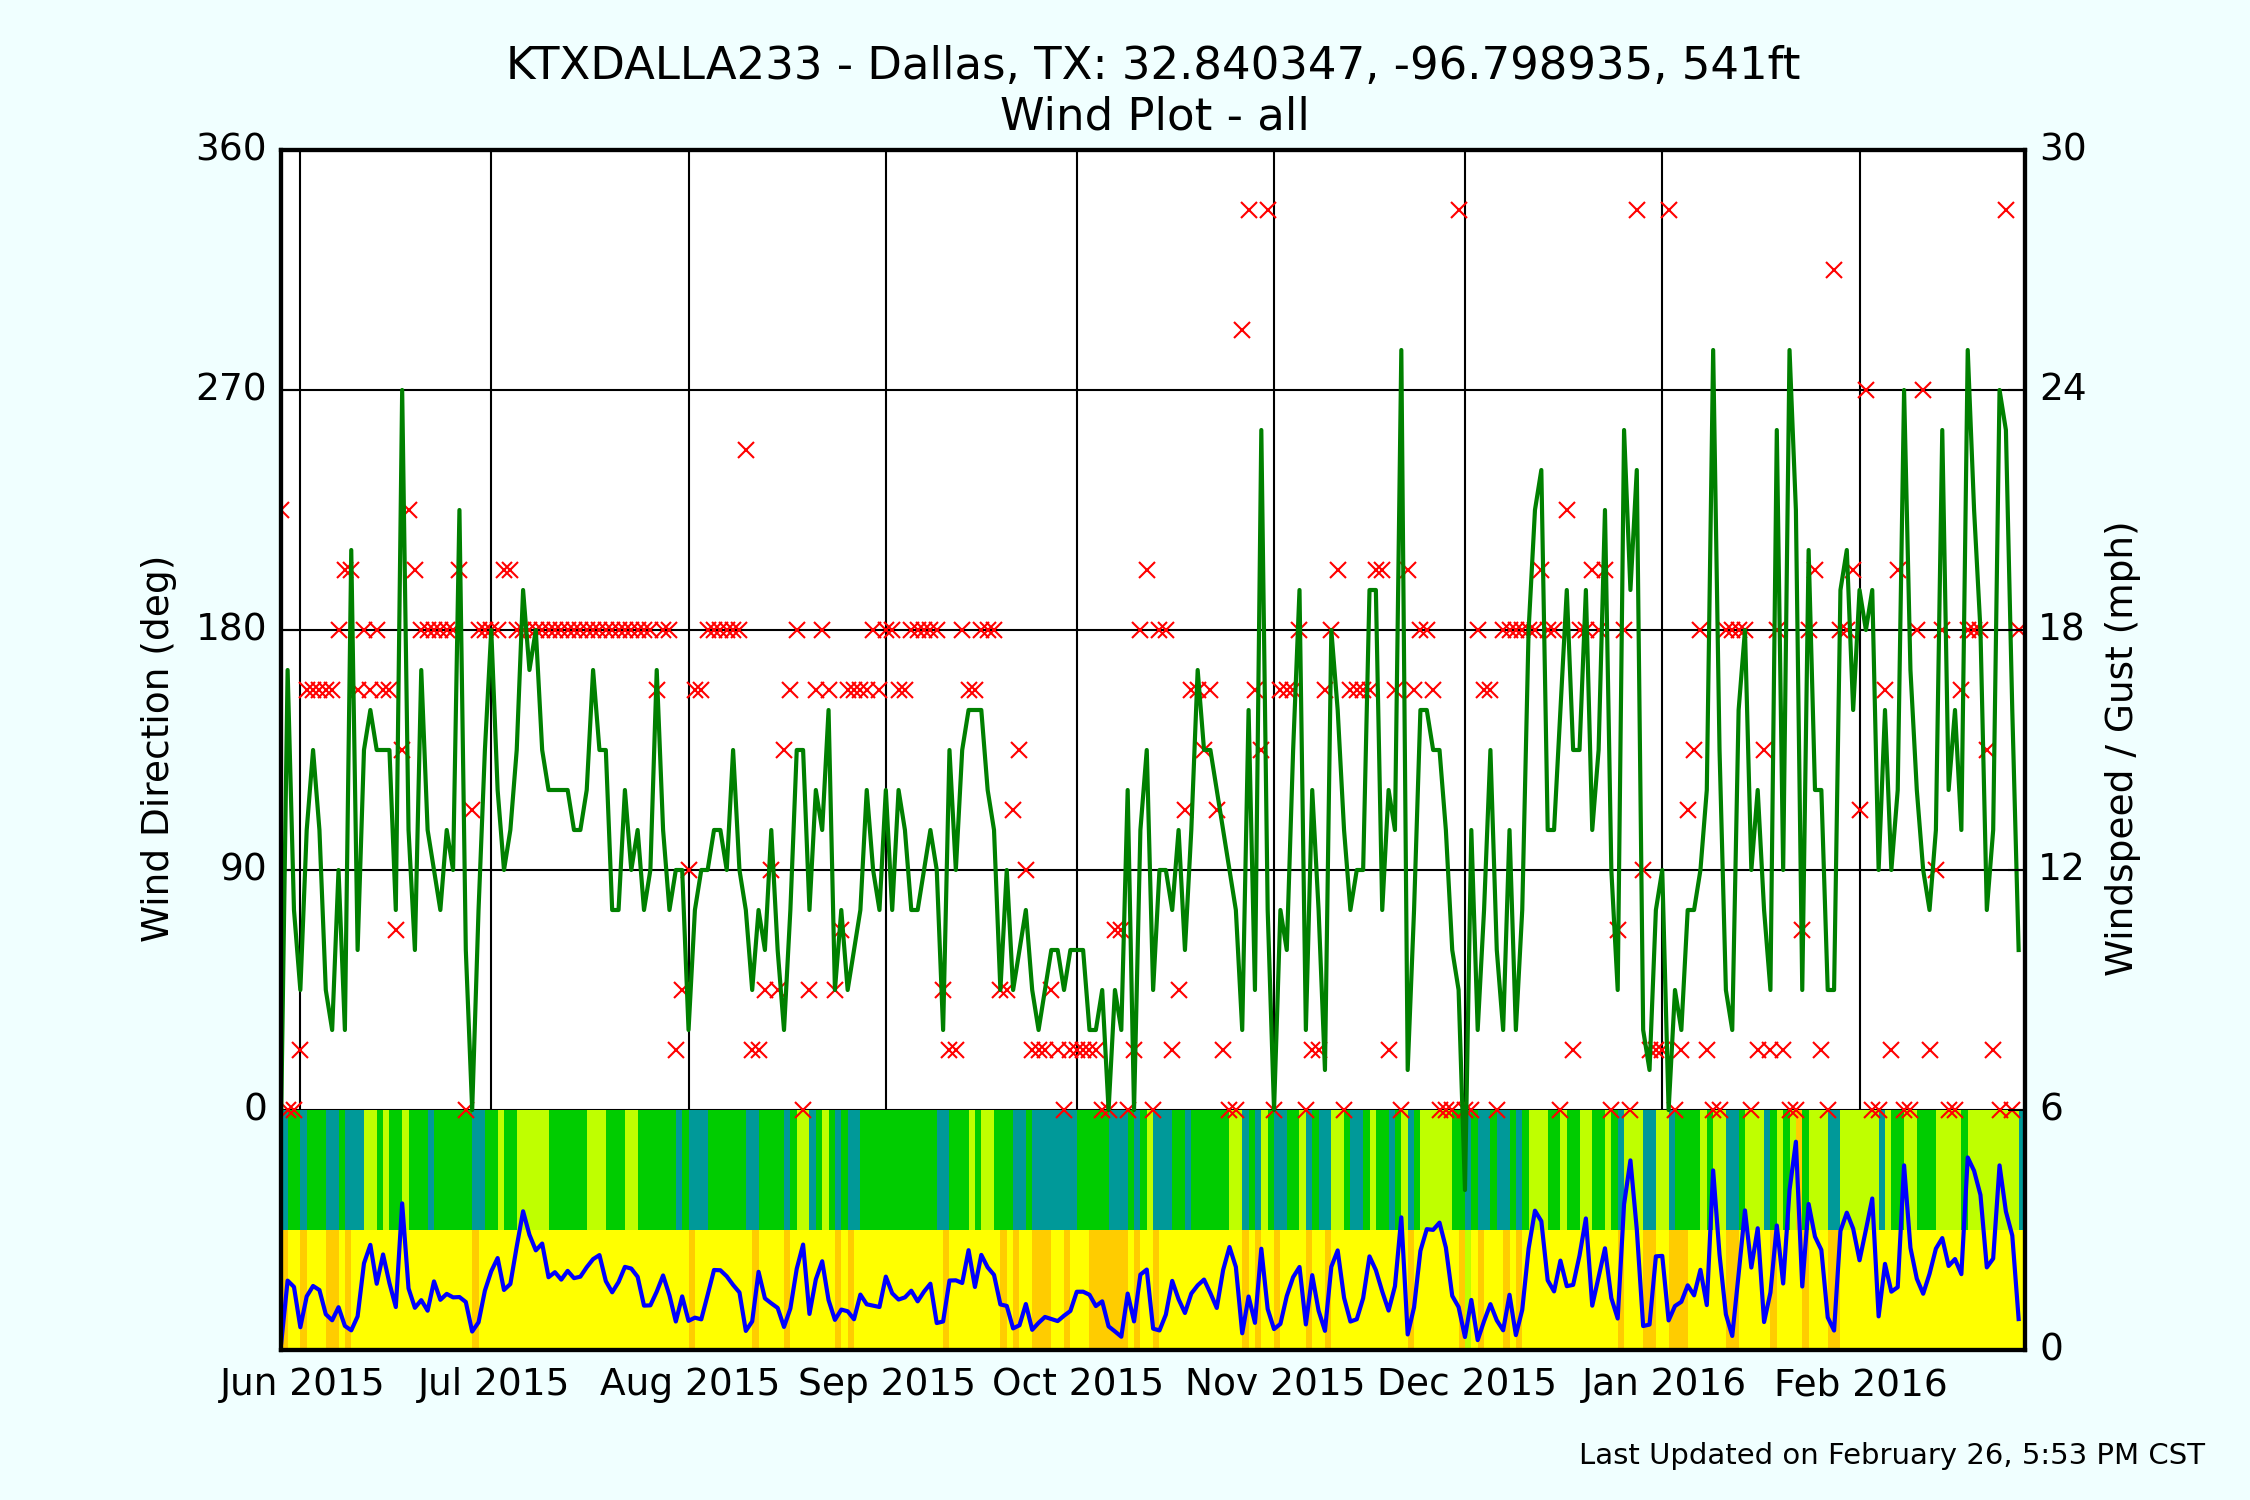 KTXDALLA233 - Dallas, TX: 32.840347, -96.798935, 541ft
Wind Plot - all
360
270
180
90
0
Wind Direction (deg)
30
24
18
12
6
0
Windspeed / Gust (mph)
Jun 2015
Jul 2015
Aug 2015
Sep 2015
Oct 2015
Nov 2015
Dec 2015
Jan 2016
Feb 2016
Last Updated on February 26, 5:53 PM CST